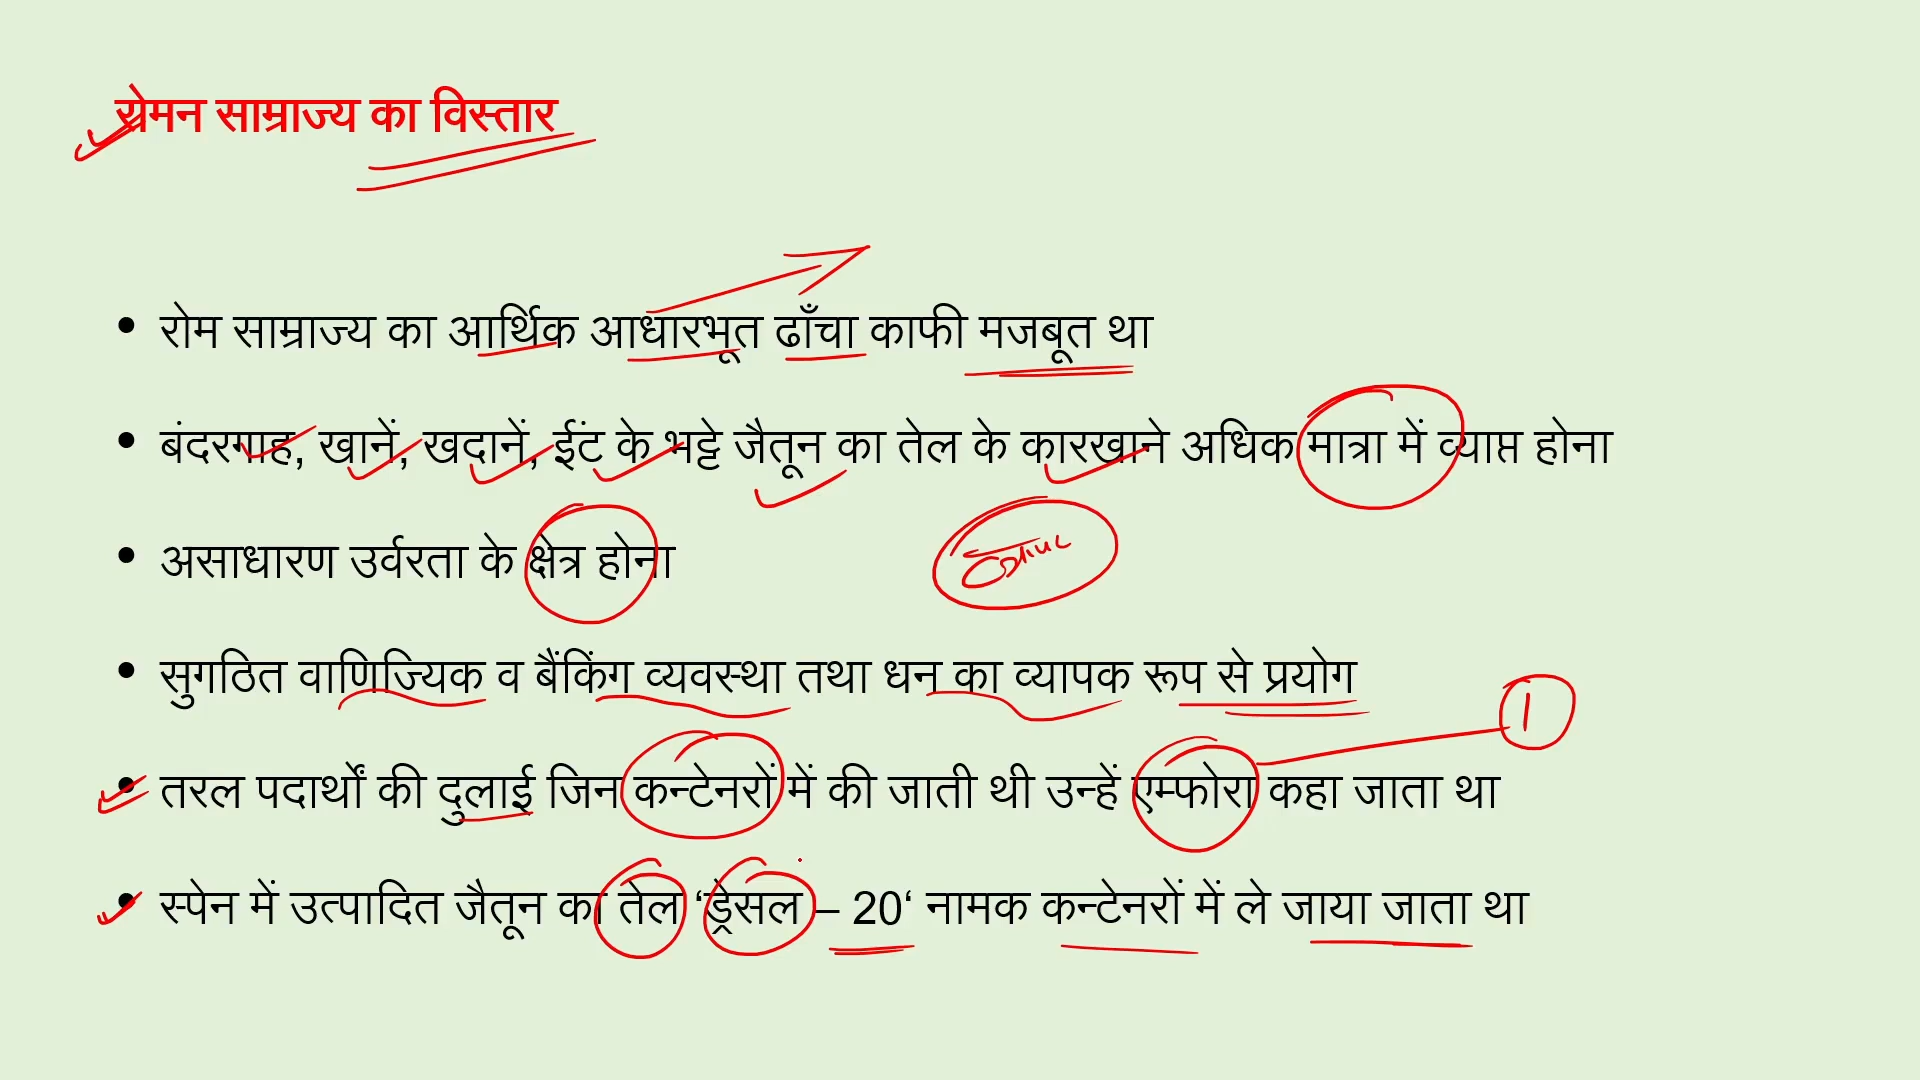 रोमन साम्राज्य का विस्तार
• रोम साम्राज्य का आर्थिक आधारभूत ढाँचा काफी मजबूत था
• बंदरगाह, खानें, खदानें, ईंट के भट्टे जैतून का तेल के कारखाने अधिक मात्रा में व्याप्त होना
• असाधारण उर्वरता के क्षेत्र होना
• सुगठित वाणिज्यिक व बैंकिंग व्यवस्था तथा धन का व्यापक रूप से प्रयोग
1
• तरल पदार्थों की दुलाई जिन कन्टेनरों में की जाती थी उन्हें एम्फोरा कहा जाता था
• स्पेन में उत्पादित जैतून का तेल ‘ड्रेसल – 20‘ नामक कन्टेनरों में ले जाया जाता था